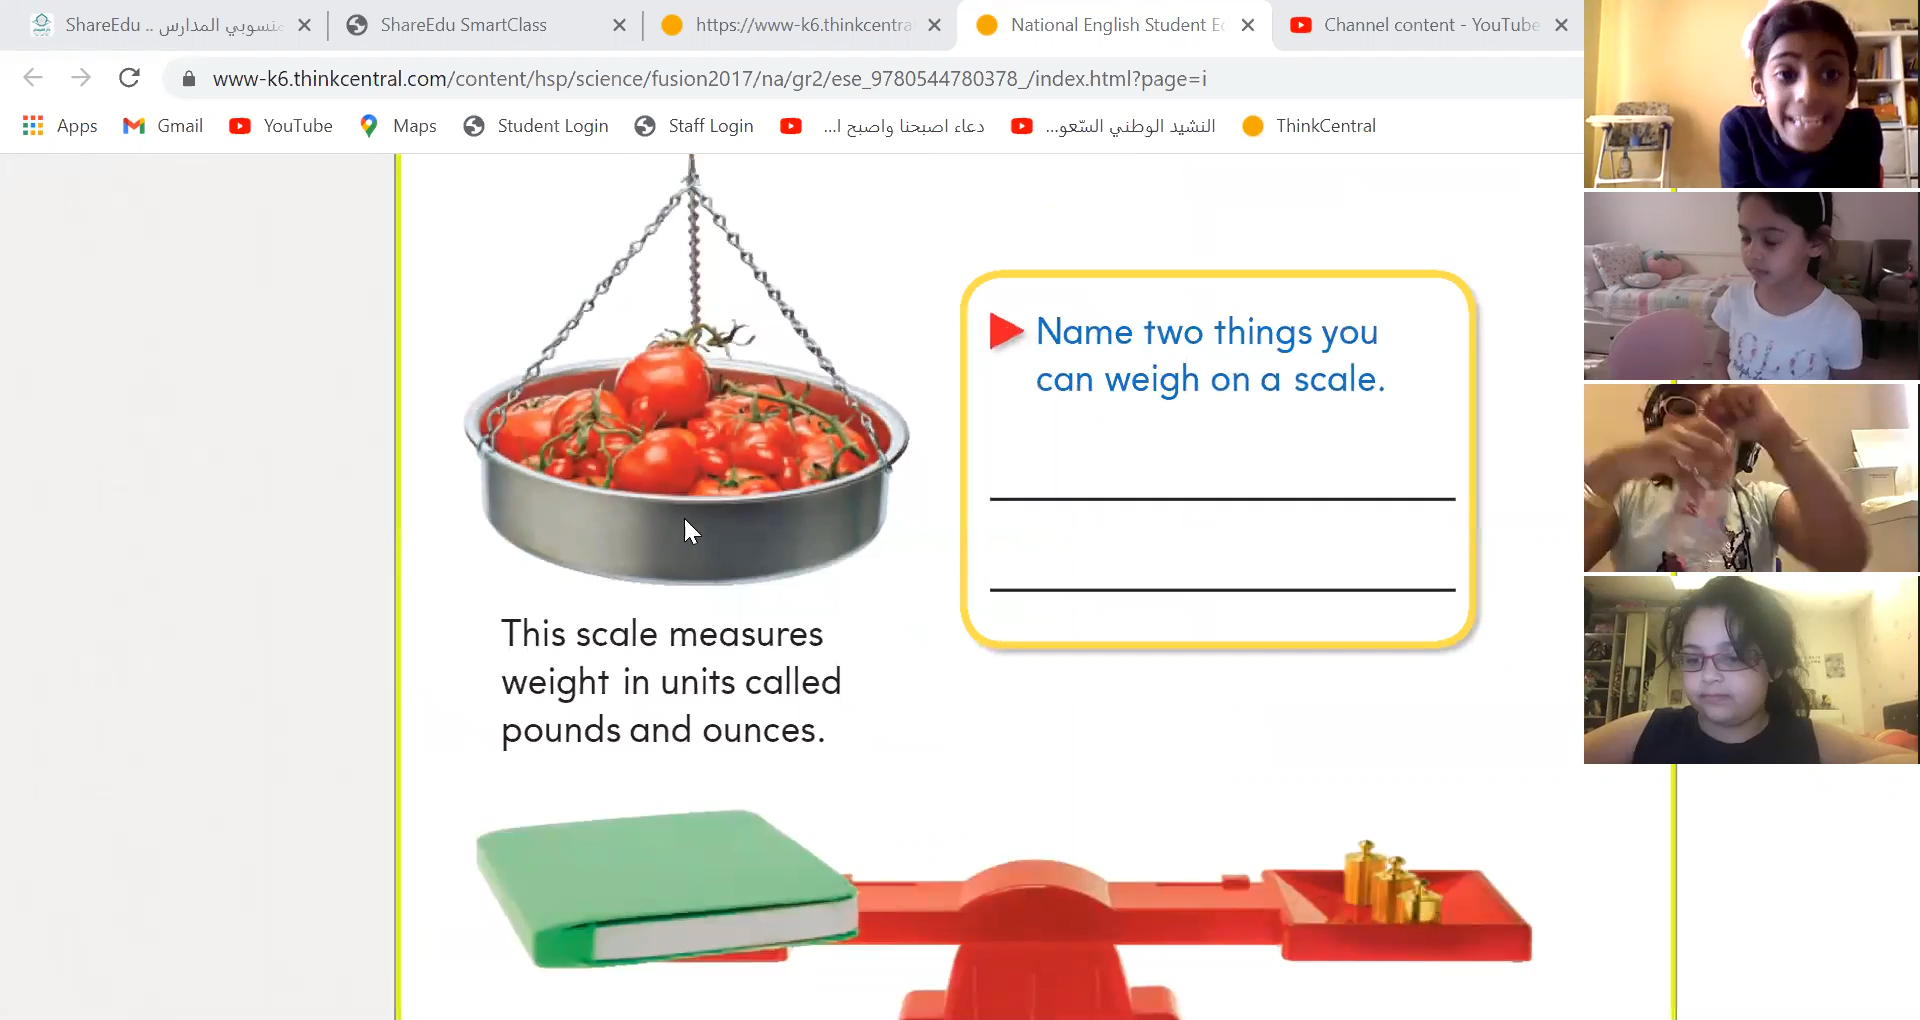 ShareEdu .. منسوبي المدارس
ShareEdu SmartClass
https://www-k6.thinkcentra
National English Student Ec
Channel content - YouTube
www-k6.thinkcentral.com/content/hsp/science/fusion2017/na/gr2/ese_9780544780378_/index.html?page=i
Apps
Gmail
YouTube
Maps
Student Login
Staff Login
دعاء اصبحنا واصبح ا...
النشيد الوطني السّعو...
ThinkCentral
Name two things you
can weigh on a scale.
This scale measures
weight in units called
pounds and ounces.